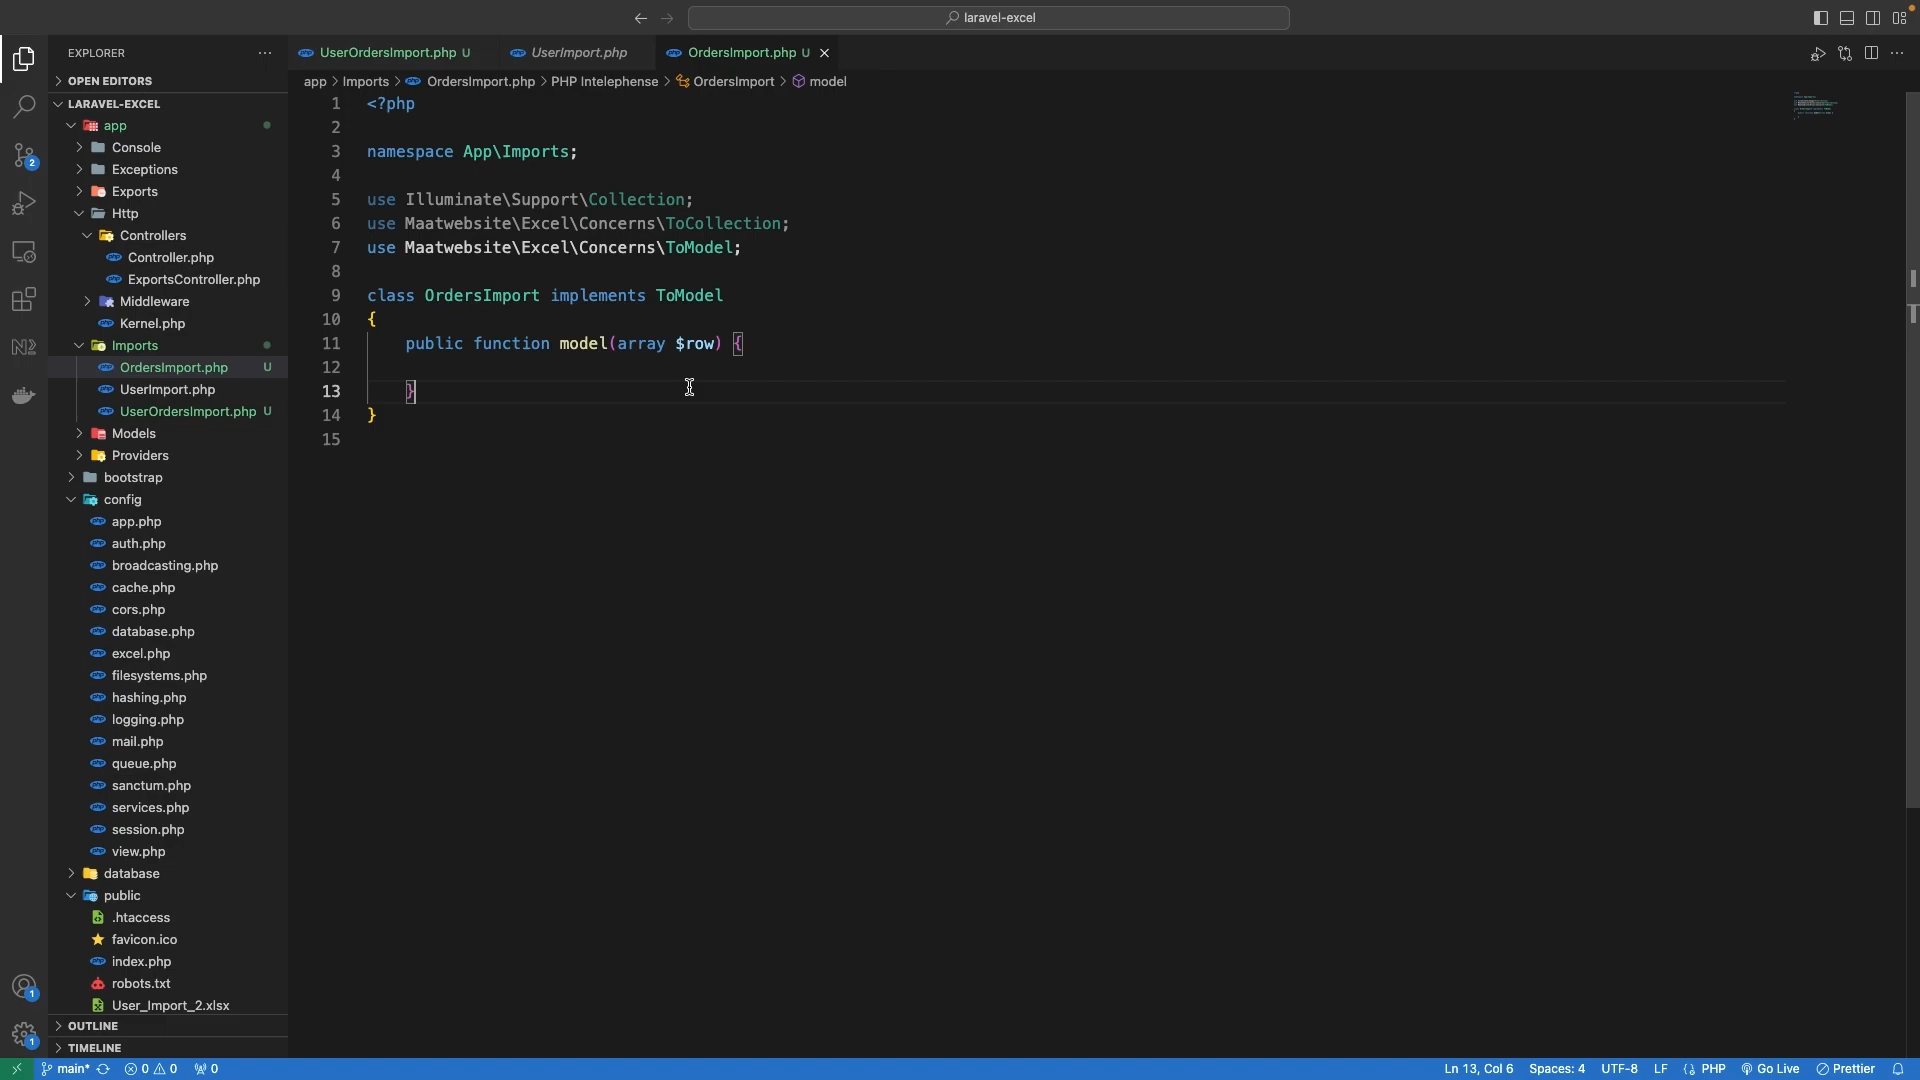 laravel-excel
EXPLORER
OPEN EDITORS
LARAVEL-EXCEL
app
Console
Exceptions
Exports
Http
Controllers
Controller.php
ExportsController.php
Middleware
Kernel.php
Imports
OrdersImport.php U
UserImport.php
UserOrdersImport.php U
Models
Providers
bootstrap
config
app.php
auth.php
broadcasting.php
cache.php
cors.php
database.php
excel.php
filesystems.php
hashing.php
logging.php
mail.php
queue.php
sanctum.php
services.php
session.php
view.php
database
public
.htaccess
favicon.ico
index.php
robots.txt
User_Import_2.xlsx
OUTLINE
TIMELINE
2
1
1
UserOrdersImport.php U
UserImport.php
OrdersImport.php U
app > Imports > OrdersImport.php > PHP Intelephense > OrdersImport > model
1 <?php
2
3 namespace App\Imports;
4
5 use Illuminate\Support\Collection;
6 use Maatwebsite\Excel\Concerns\ToCollection;
7 use Maatwebsite\Excel\Concerns\ToModel;
8
9 class OrdersImport implements ToModel
10 {
11 public function model(array $row) {
12
13 }
14 }
15
main* 0 0 0
Ln 13, Col 6 Spaces: 4 UTF-8 LF PHP Go Live Prettier